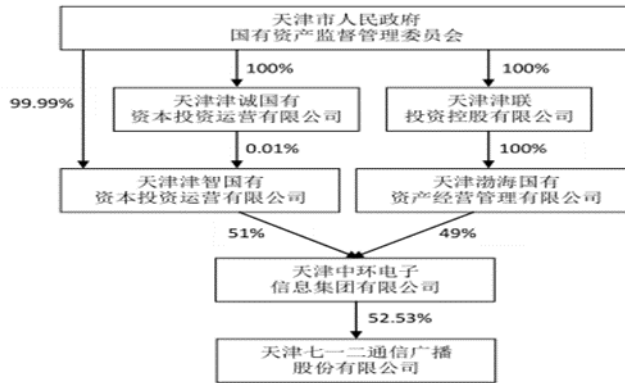 天津市人民政府
国有资产监督管理委员会
100%
100%
99.99%
天津津诚国有
资本投资运营有限公司
天津津联
投资控股有限公司
0.01%
100%
天津津智国有
资本投资运营有限公司
天津渤海国有
资产经营管理有限公司
51%
49%
天津中环电子
信息集团有限公司
52.53%
天津七一二通信广播
股份有限公司